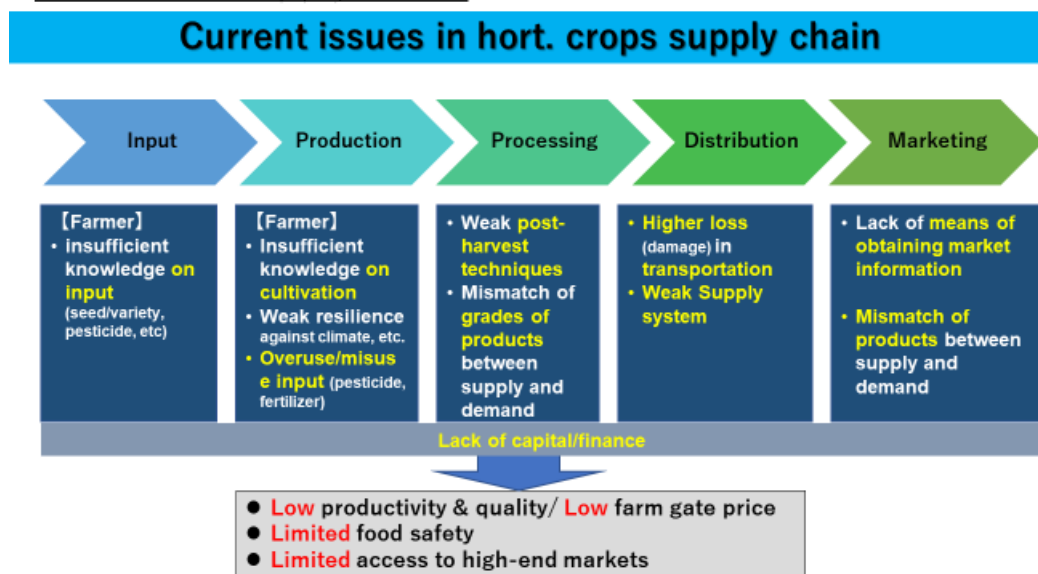 Current issues in hort. crops supply chain
Input
Production
Processing
Distribution
Marketing
【Farmer】
• insufficient
knowledge on
input
(seed/variety,
pesticide, etc)
【Farmer】
• Insufficient
knowledge on
cultivation
• Weak resilience
against climate, etc.
• Overuse/misus
e input (pesticide,
fertilizer)
• Weak post-
harvest
techniques
• Mismatch of
grades of
products
between
supply and
demand
• Higher loss
(damage) in
transportation
• Weak Supply
system
• Lack of means of
obtaining market
information
• Mismatch of
products between
supply and
demand
Lack of capital/finance
● Low productivity & quality/ Low farm gate price
● Limited food safety
● Limited access to high-end markets